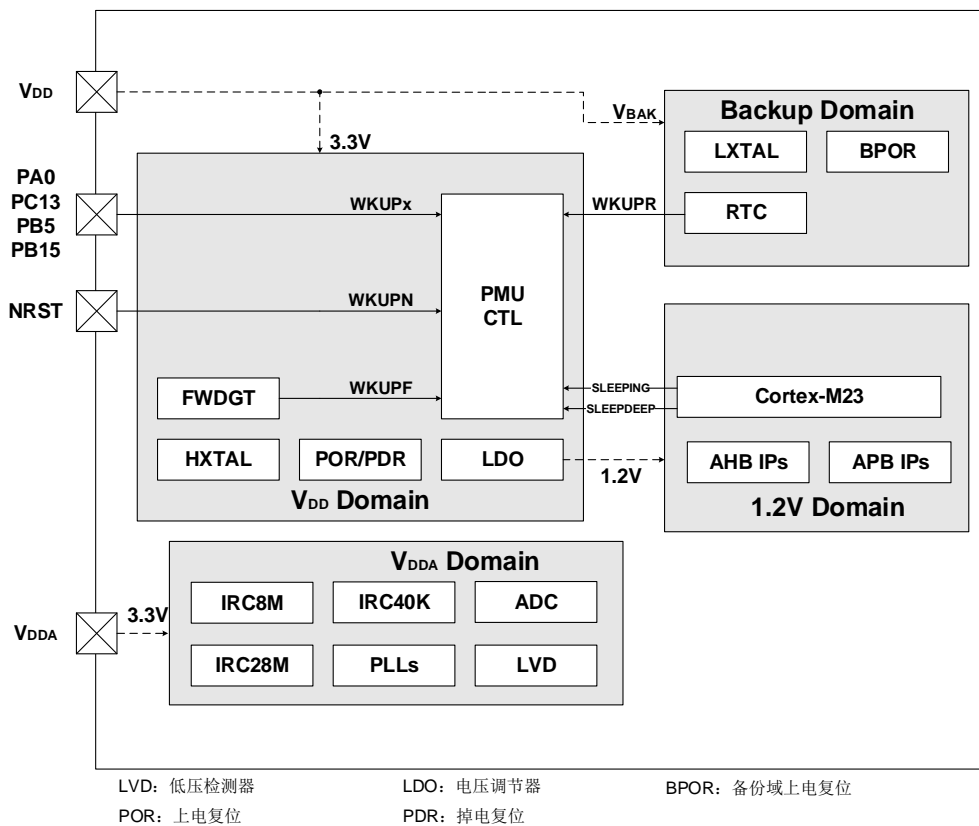 VDD
VBAK
3.3V
Backup Domain
LXTAL
BPOR
RTC
PA0
PC13
PB5
PB15
WKUPx
WKUPR
NRST
WKUPN
PMU
CTL
FWDGT
WKUPF
SLEEPING
SLEEPDEEP
Cortex-M23
HXTAL
POR/PDR
LDO
1.2V
AHB IPs
APB IPs
VDD Domain
1.2V Domain
VDDA Domain
VDDA
3.3V
IRC8M
IRC40K
ADC
IRC28M
PLLs
LVD
LVD：低压检测器
LDO：电压调节器
BPOR：备份域上电复位
POR：上电复位
PDR：掉电复位